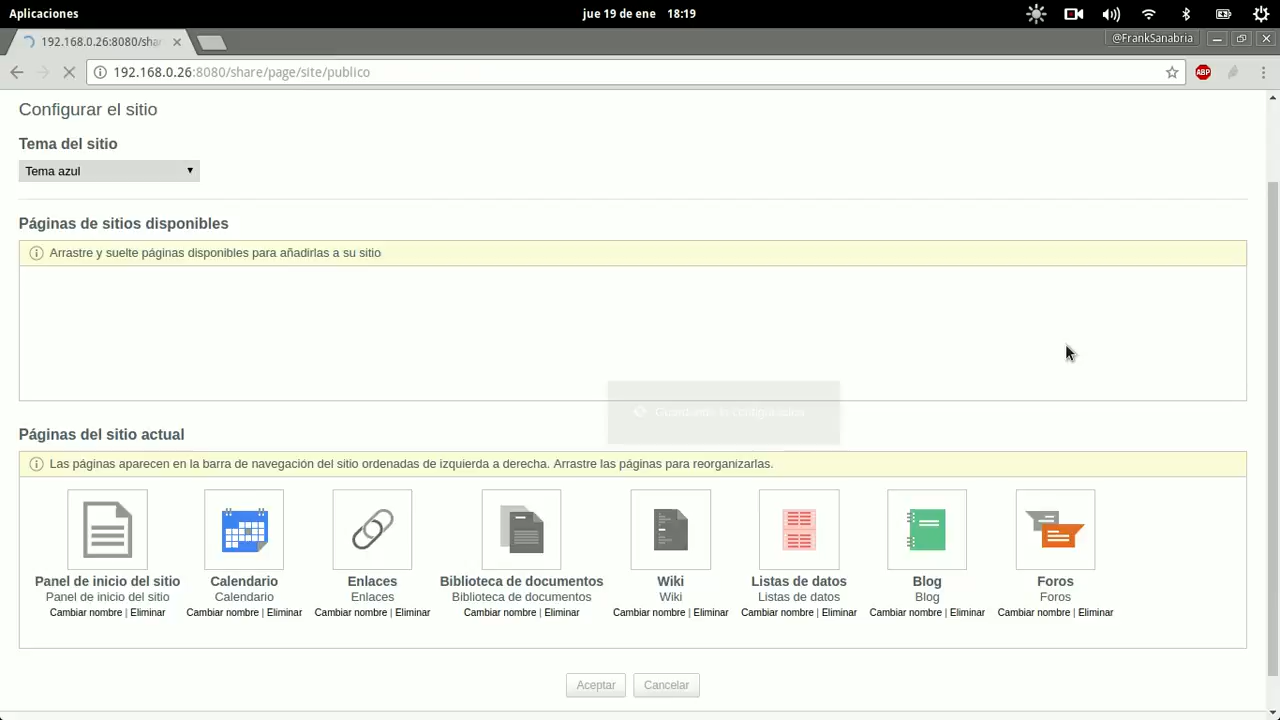 Aplicaciones
jue 19 de ene 18:19
192.168.0.26:8080/sha
@FrankSanabria
192.168.0.26:8080/share/page/site/publico
ABP
Configurar el sitio
Tema del sitio
Tema azul
Páginas de sitios disponibles
Arrastre y suelte páginas disponibles para añadirlas a su sitio
Páginas del sitio actual
Las páginas aparecen en la barra de navegación del sitio ordenadas de izquierda a derecha. Arrastre las páginas para reorganizarlas.
Panel de inicio del sitio Calendario Enlaces Biblioteca de documentos Wiki Listas de datos Blog Foros
Panel de inicio del sitio Calendario Enlaces Biblioteca de documentos Wiki Listas de datos Blog Foros
Cambiar nombre | Eliminar Cambiar nombre | Eliminar Cambiar nombre | Eliminar Cambiar nombre | Eliminar Cambiar nombre | Eliminar Cambiar nombre | Eliminar Cambiar nombre | Eliminar Cambiar nombre | Eliminar
Aceptar Cancelar